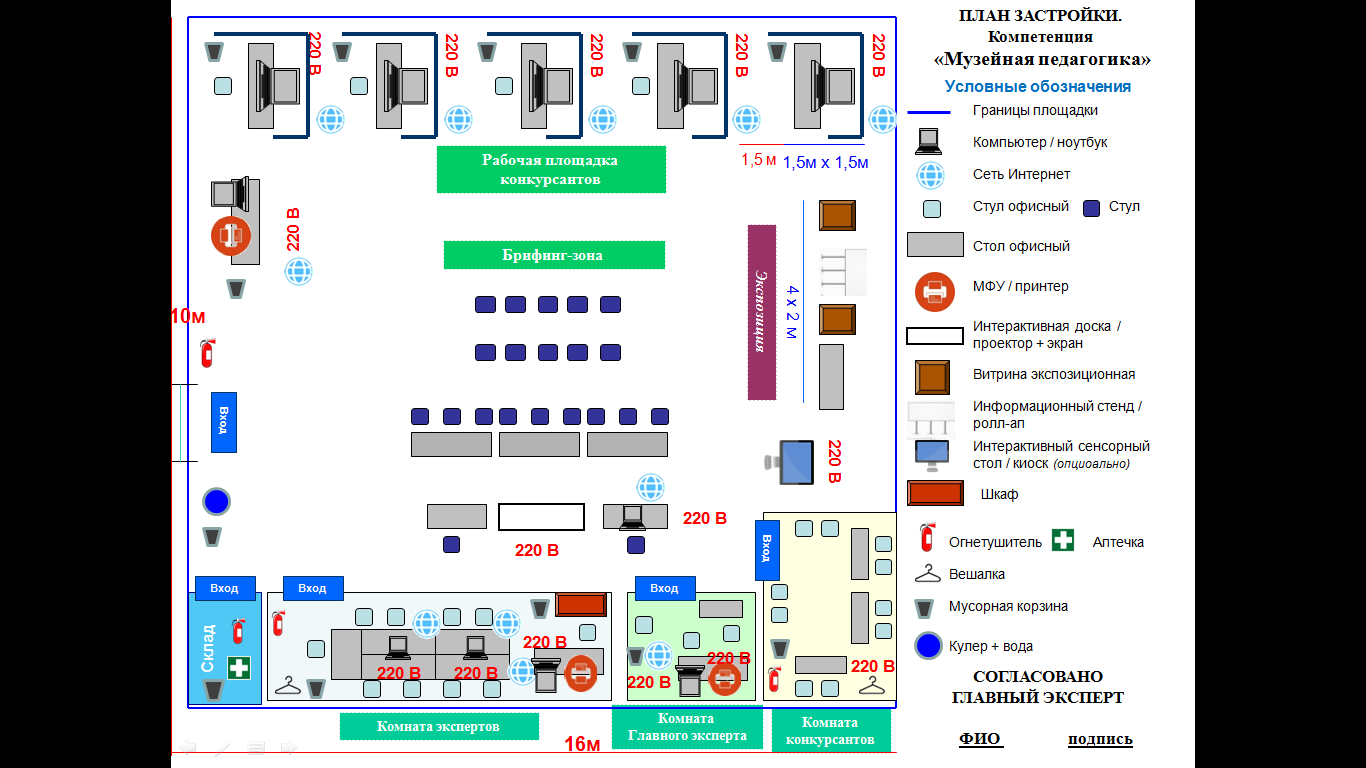 ПЛАН ЗАСТРОЙКИ.
Компетенция
«Музейная педагогика»
Условные обозначения
Границы площадки
Компьютер / ноутбук
Сеть Интернет
Стул офисный
Стул
Стол офисный
МФУ / принтер
Интерактивная доска /
проектор + экран
Витрина экспозиционная
Информационный стенд /
ролл-ап
Интерактивный сенсорный
стол / киоск (опциоально)
Шкаф
Огнетушитель
Аптечка
Вешалка
Мусорная корзина
Кулер + вода
СОГЛАСОВАНО
ГЛАВНЫЙ ЭКСПЕРТ
ФИО
подпись
220 В
220 В
220 В
220 В
220 В
Рабочая площадка
конкурсантов
1,5 м
1,5м х 1,5м
220 В
Брифинг-зона
Экспозиция
4 х 2 м
10м
Вход
220 В
220 В
220 В
Вход
Вход
Вход
Вход
Склад
220 В
220 В
220 В
220 В
220 В
220 В
Комната экспертов
Комната
Главного эксперта
Комната
конкурсантов
16м